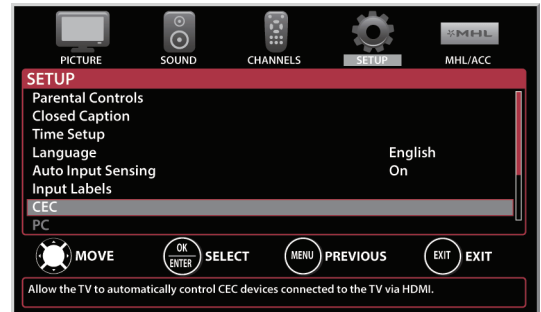 MHL
PICTURE SOUND CHANNELS SETUP MHL/ACC
SETUP
Parental Controls
Closed Caption
Time Setup
Language English
Auto Input Sensing On
Input Labels
CEC
PC
MOVE OK ENTER SELECT MENU PREVIOUS EXIT EXIT
Allow the TV to automatically control CEC devices connected to the TV via HDMI.